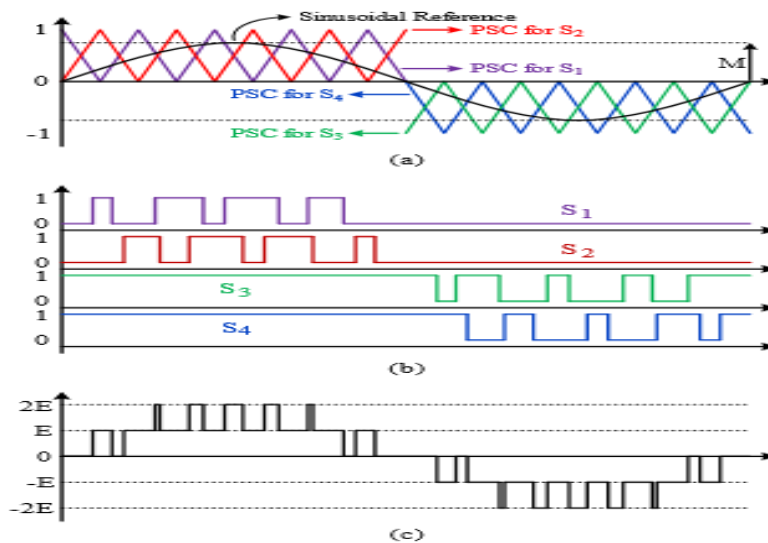 Sinusoidal Reference
1
PSC for S2
M
PSC for S1
0
PSC for S4
-1
PSC for S3
(a)
1
0
S1
1
0
S2
1
0
S3
1
0
S4
(b)
2E
E
0
-E
-2E
(c)